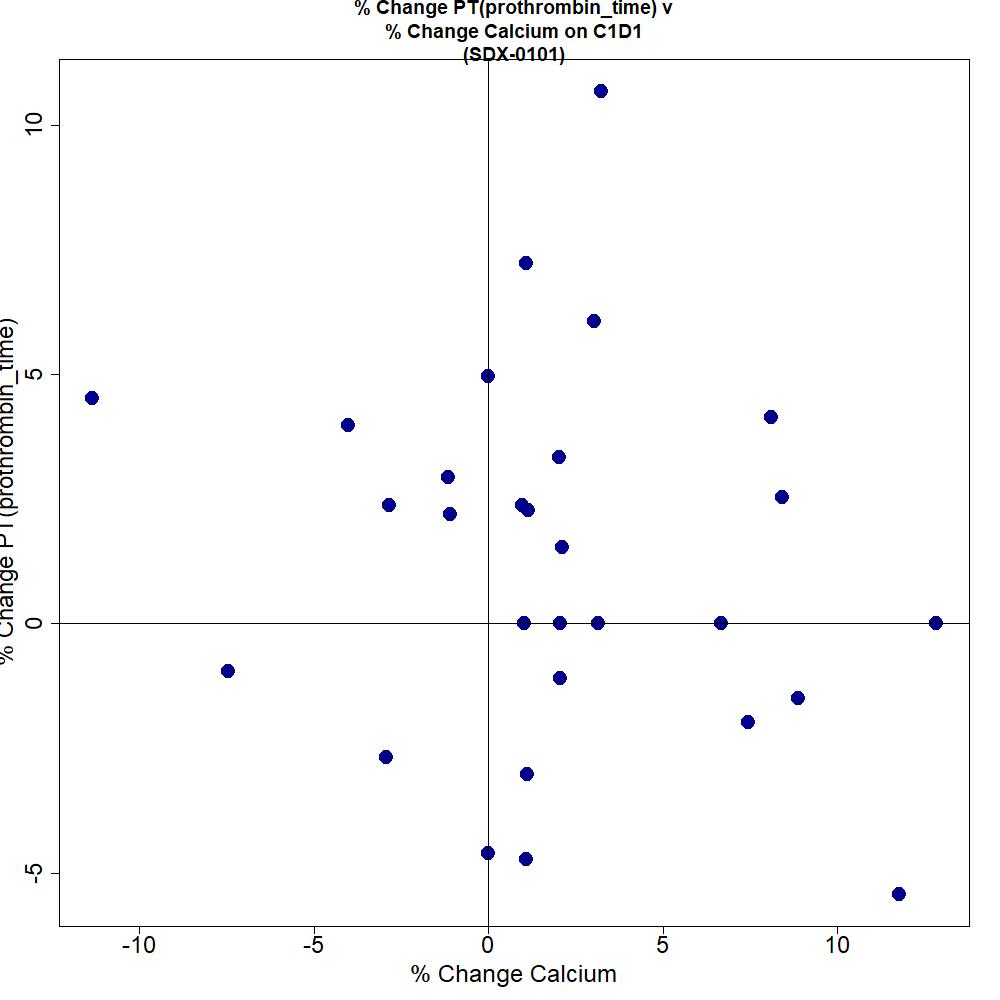 % Change PT(prothrombin_time) v
% Change Calcium on C1D1
(SDX-0101)
% Change PT(prothrombin_time)
10
5
0
-5
-10
-5
0
5
10
% Change Calcium